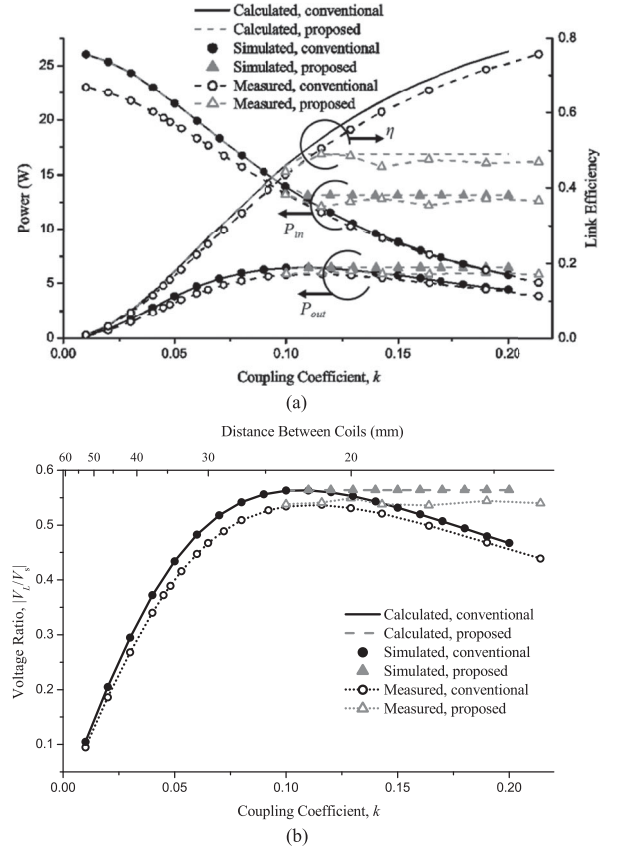 Calculated, conventional
Calculated, proposed
Simulated, conventional
Simulated, proposed
Measured, conventional
Measured, proposed
25
20
15
10
5
0
Power (W)
0.8
0.6
0.4
0.2
0.0
Link Efficiency
η
P_in
P_out
0.00 0.05 0.10 0.15 0.20
Coupling Coefficient, k
(a)
Distance Between Coils (mm)
60 50 40 30 20
0.6
0.5
0.4
0.3
0.2
0.1
Voltage Ratio, |V_L/V_s|
Calculated, conventional
Calculated, proposed
Simulated, conventional
Simulated, proposed
Measured, conventional
Measured, proposed
0.00 0.05 0.10 0.15 0.20
Coupling Coefficient, k
(b)